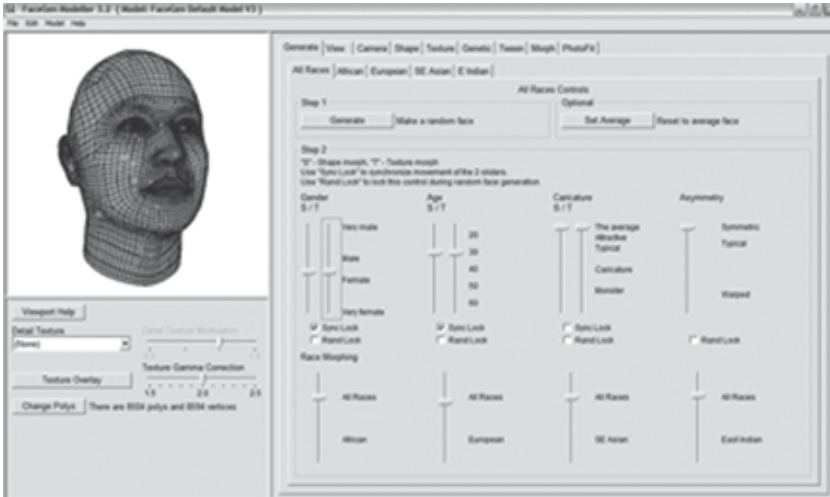 FaceGen Modeller 3.2 ( Model: FaceGen Default Model V3 )
File Edit Model Help
Generate View Camera Shape Texture Genetic Tween Morph PhotoFit
All Races African European SE Asian E Indian
All Races Controls
Step 1
Generate Make a random face
Optional
Set Average Reset to average face
Step 2
"S" - Shape morph, "T" - Texture morph
Use "Sync Lock" to synchronize movement of the 2 sliders.
Use "Rand Lock" to lock this control during random face generation.
Gender
S / T
Very male
Male
Female
Very female
Sync Lock
Rand Lock
Age
S / T
20
30
40
50
60
Sync Lock
Rand Lock
Caricature
S / T
The average
Attractive
Typical
Caricature
Monster
Sync Lock
Rand Lock
Asymmetry
Symmetric
Typical
Warped
Rand Lock
Race Morphing
All Races
African
All Races
European
All Races
SE Asian
All Races
East Indian
Viewport Help
Detail Texture
(None)
Detail Texture Modulation
Texture Overlay
Texture Gamma Correction
1.5 2.0 2.5
Change Polys There are 8504 polys and 8594 vertices